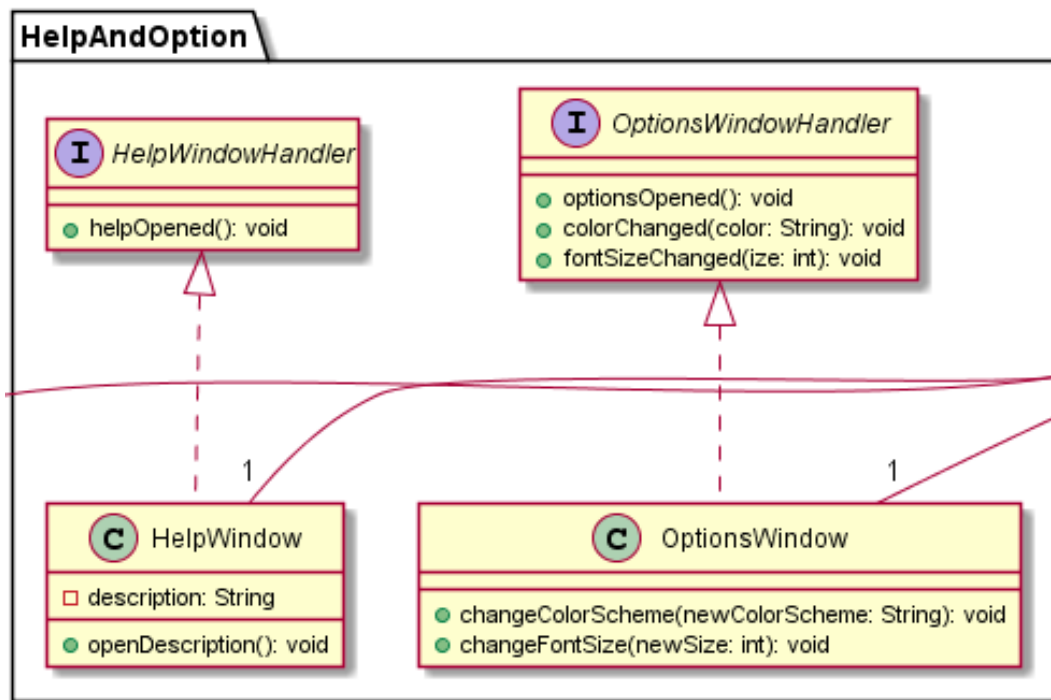 HelpAndOption
I HelpWindowHandler
helpOpened(): void
I OptionsWindowHandler
optionsOpened(): void
colorChanged(color: String): void
fontSizeChanged(ize: int): void
1
1
C HelpWindow
description: String
openDescription(): void
C OptionsWindow
changeColorScheme(newColorScheme: String): void
changeFontSize(newSize: int): void